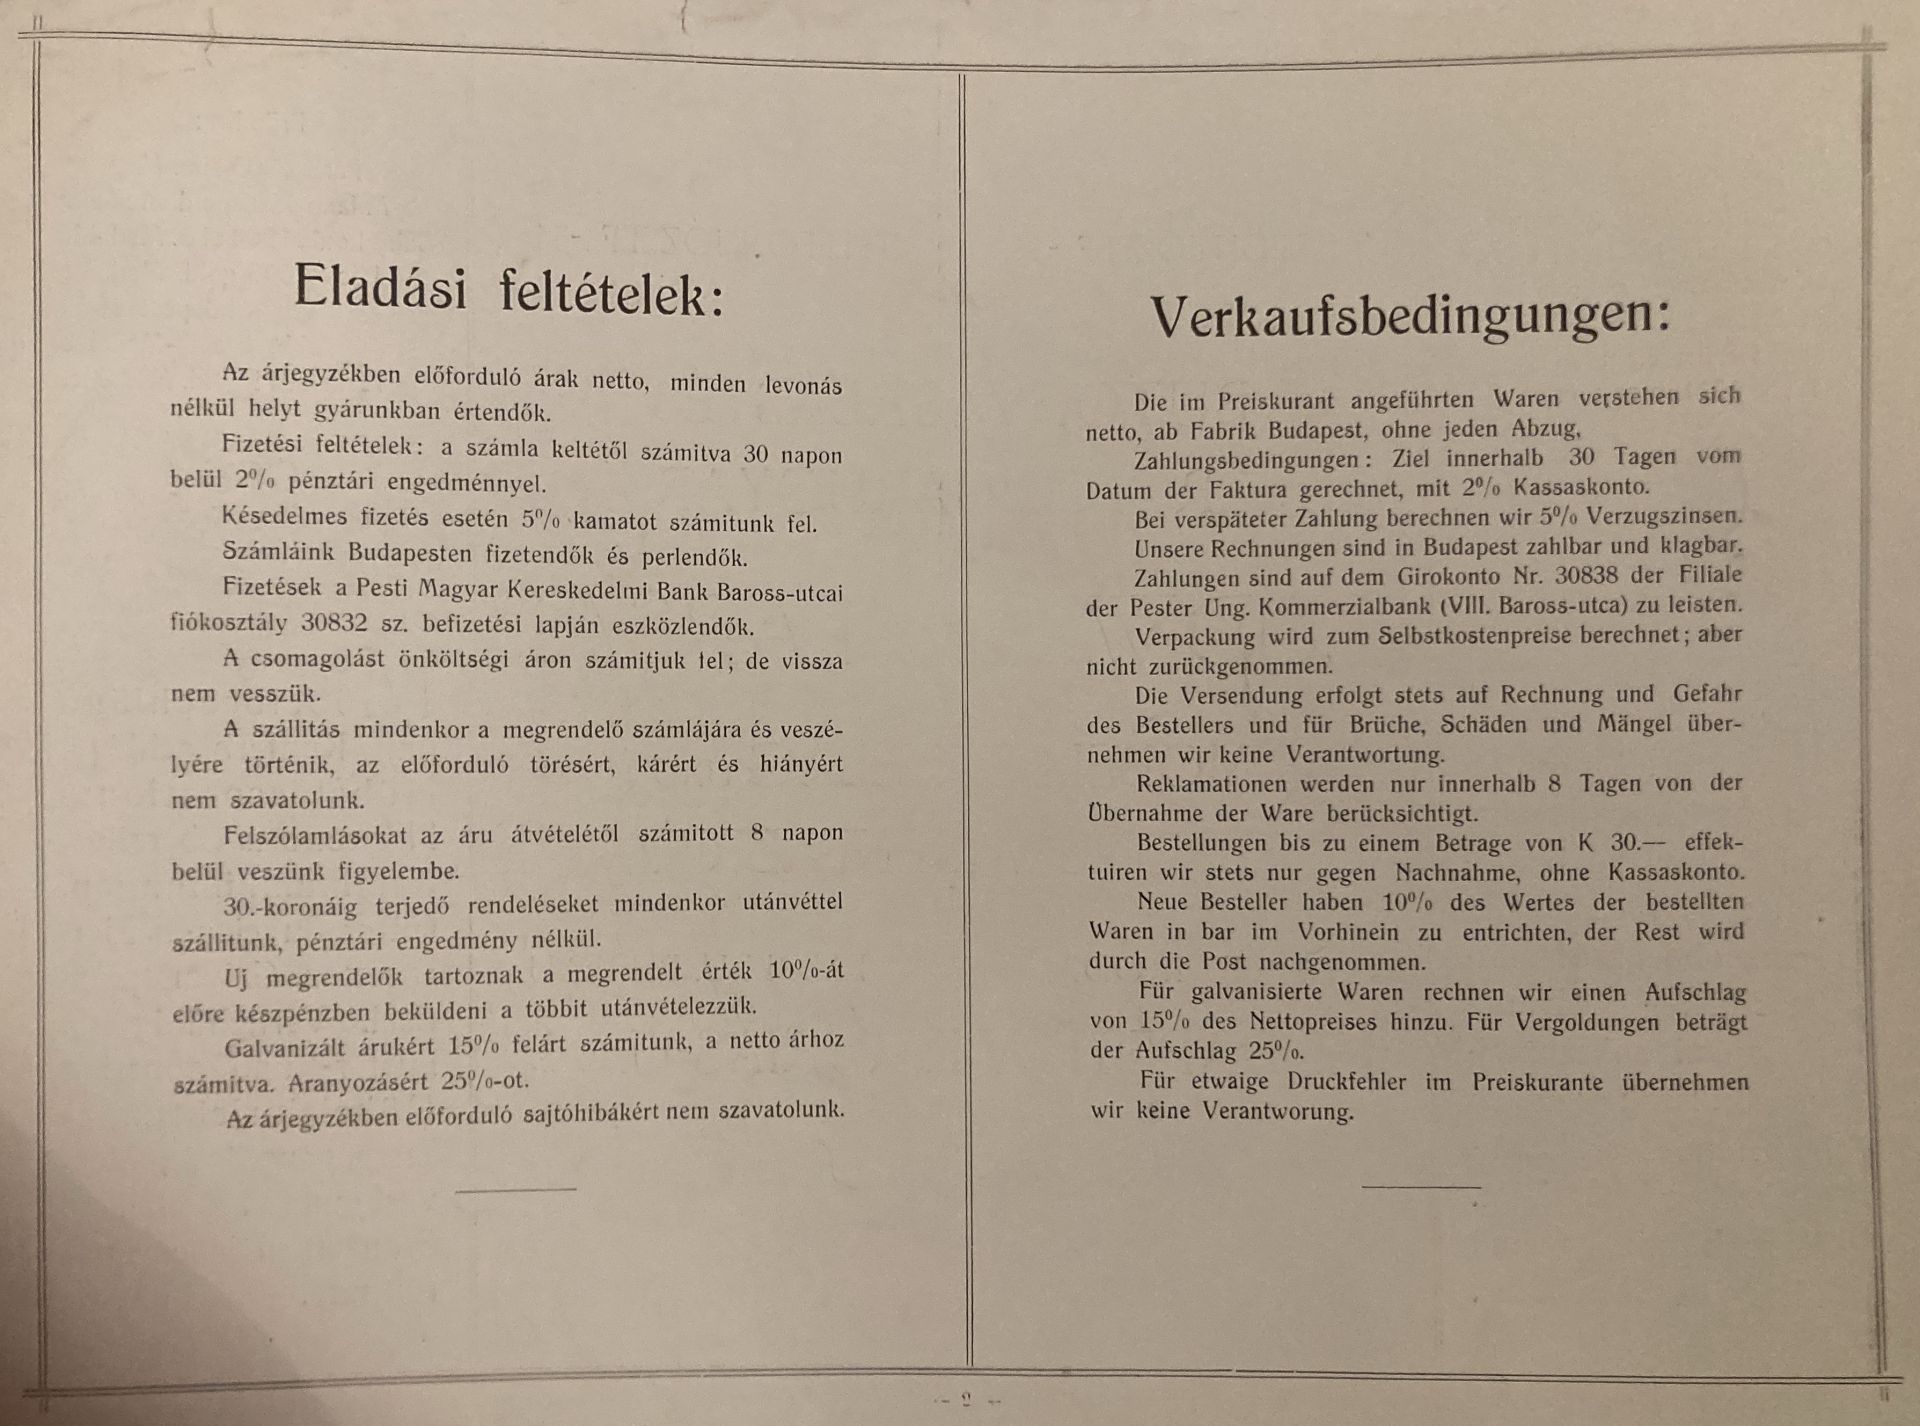 Eladási feltételek:
Az árjegyzékben előforduló árak netto, minden levonás
nélkül helyt gyárunkban értendők.
Fizetési feltételek: a számla keltétől számitva 30 napon
belül 2% pénztári engedménnyel.
Késedelmes fizetés esetén 5% kamatot számitunk fel.
Számláink Budapesten fizetendők és perlendők.
Fizetések a Pesti Magyar Kereskedelmi Bank Baross-utcai
fiókosztály 30832 sz. befizetési lapján eszközlendők.
A csomagolást önköltségi áron számitjuk fel; de vissza
nem vesszük.
A szállitás mindenkor a megrendelő számlájára és veszé-
lyére történik, az előforduló törésért, kárért és hiányért
nem szavatolunk.
Felszólamlásokat az áru átvételétől számitott 8 napon
belül veszünk figyelembe.
30.-koronáig terjedő rendeléseket mindenkor utánvéttel
szállitunk, pénztári engedmény nélkül.
Uj megrendelők tartoznak a megrendelt érték 10%-át
előre készpénzben beküldeni a többit utánvételezzük.
Galvanizált árukért 15% felárt számitunk, a netto árhoz
számitva. Aranyozásért 25%-ot.
Az árjegyzékben előforduló sajtóhibákért nem szavatolunk.
Verkaufsbedingungen:
Die im Preiskurant angeführten Waren verstehen sich
netto, ab Fabrik Budapest, ohne jeden Abzug,
Zahlungsbedingungen: Ziel innerhalb 30 Tagen vom
Datum der Faktura gerechnet, mit 2% Kassaskonto.
Bei verspäteter Zahlung berechnen wir 5% Verzugszinsen.
Unsere Rechnungen sind in Budapest zahlbar und klagbar.
Zahlungen sind auf dem Girokonto Nr. 30838 der Filiale
der Pester Ung. Kommerzialbank (VIII. Baross-utca) zu leisten.
Verpackung wird zum Selbstkostenpreise berechnet; aber
nicht zurückgenommen.
Die Versendung erfolgt stets auf Rechnung und Gefahr
des Bestellers und für Brüche, Schäden und Mängel über-
nehmen wir keine Verantwortung.
Reklamationen werden nur innerhalb 8 Tagen von der
Übernahme der Ware berücksichtigt.
Bestellungen bis zu einem Betrage von K 30.— effek-
tuiren wir stets nur gegen Nachnahme, ohne Kassaskonto.
Neue Besteller haben 10% des Wertes der bestellten
Waren in bar im Vorhinein zu entrichten, der Rest wird
durch die Post nachgenommen.
Für galvanisierte Waren rechnen wir einen Aufschlag
von 15% des Nettopreises hinzu. Für Vergoldungen beträgt
der Aufschlag 25%.
Für etwaige Druckfehler im Preiskurante übernehmen
wir keine Verantworung.
— 2 —